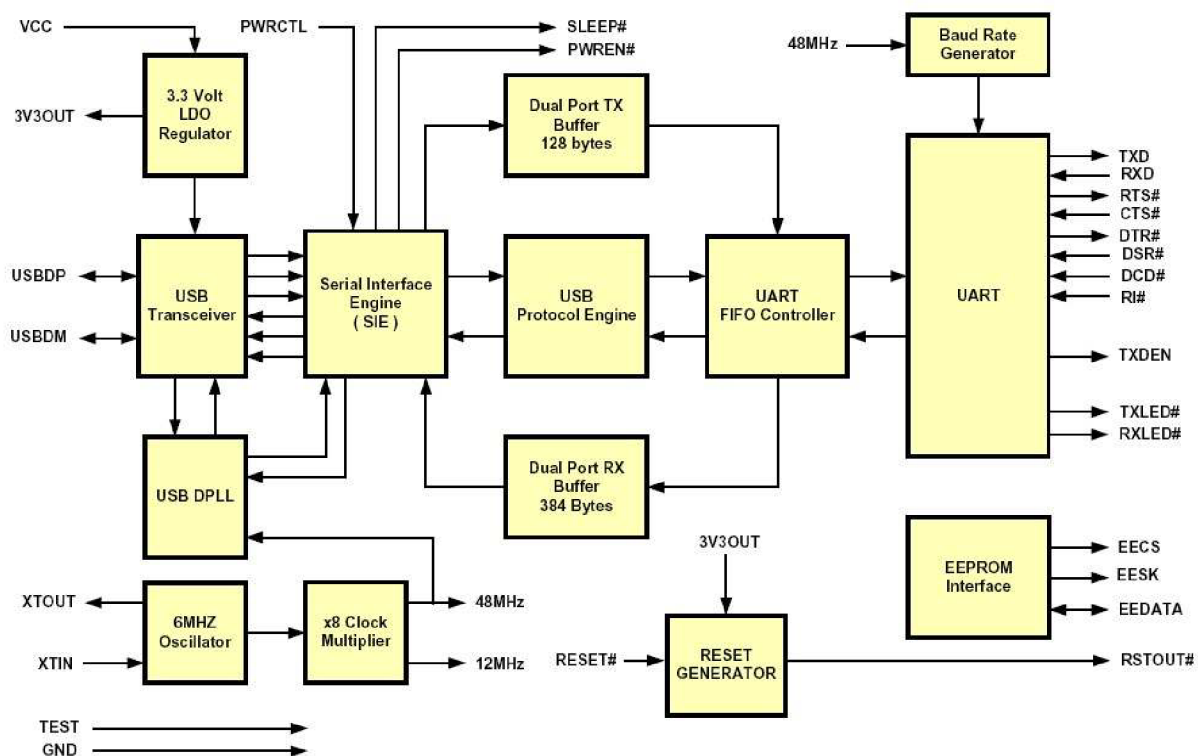 VCC
PWRCTL
SLEEP#
PWREN#
48MHz
Baud Rate
Generator
3.3 Volt
LDO
Regulator
3V3OUT
Dual Port TX
Buffer
128 bytes
USBDP
USBDM
USB
Transceiver
Serial Interface
Engine
( SIE )
USB
Protocol Engine
UART
FIFO Controller
UART
TXD
RXD
RTS#
CTS#
DTR#
DSR#
DCD#
RI#
TXDEN
TXLED#
RXLED#
USB DPLL
Dual Port RX
Buffer
384 Bytes
3V3OUT
EEPROM
Interface
EECS
EESK
EEDATA
XTOUT
XTIN
6MHZ
Oscillator
x8 Clock
Multiplier
48MHz
12MHz
RESET#
RESET
GENERATOR
RSTOUT#
TEST
GND